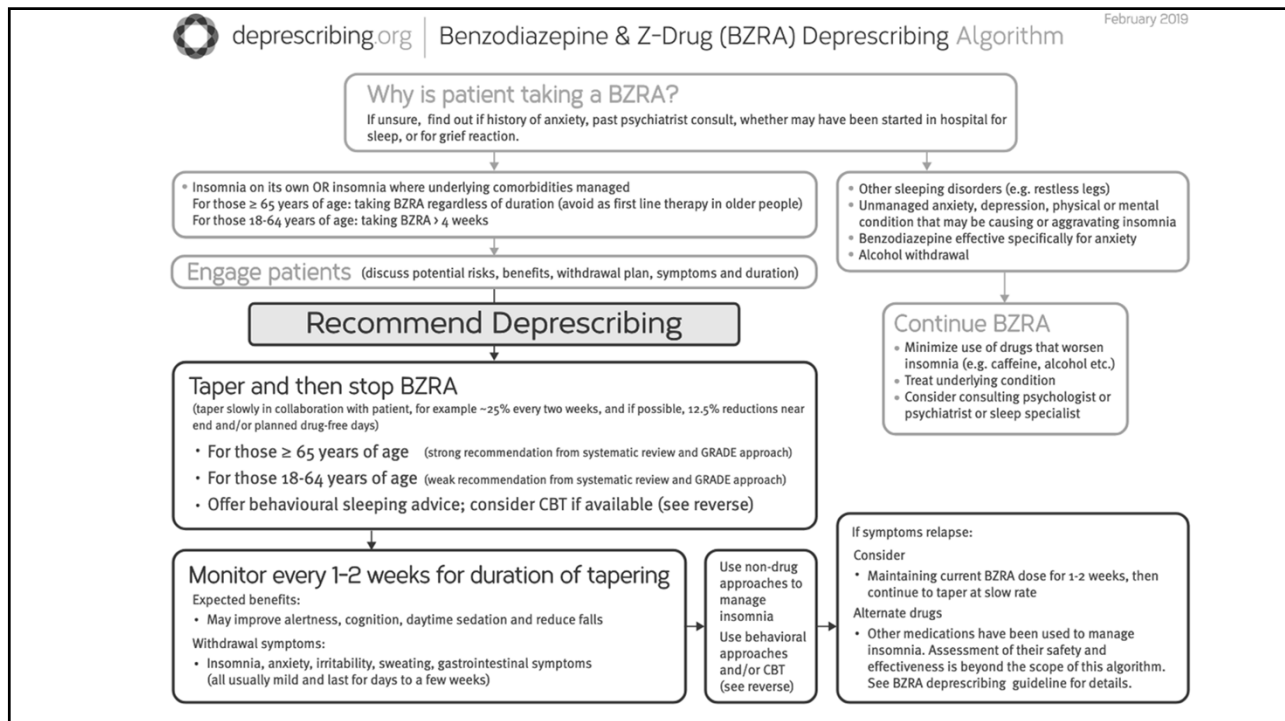 February 2019
deprescribing.org | Benzodiazepine & Z-Drug (BZRA) Deprescribing Algorithm
Why is patient taking a BZRA?
If unsure, find out if history of anxiety, past psychiatrist consult, whether may have been started in hospital for
sleep, or for grief reaction.
• Insomnia on its own OR insomnia where underlying comorbidities managed
For those ≥ 65 years of age: taking BZRA regardless of duration (avoid as first line therapy in older people)
For those 18-64 years of age: taking BZRA > 4 weeks
• Other sleeping disorders (e.g. restless legs)
• Unmanaged anxiety, depression, physical or mental
condition that may be causing or aggravating insomnia
• Benzodiazepine effective specifically for anxiety
• Alcohol withdrawal
Engage patients (discuss potential risks, benefits, withdrawal plan, symptoms and duration)
Recommend Deprescribing
Continue BZRA
• Minimize use of drugs that worsen
insomnia (e.g. caffeine, alcohol etc.)
• Treat underlying condition
• Consider consulting psychologist or
psychiatrist or sleep specialist
Taper and then stop BZRA
(taper slowly in collaboration with patient, for example ~25% every two weeks, and if possible, 12.5% reductions near
end and/or planned drug-free days)
• For those ≥ 65 years of age (strong recommendation from systematic review and GRADE approach)
• For those 18-64 years of age (weak recommendation from systematic review and GRADE approach)
• Offer behavioural sleeping advice; consider CBT if available (see reverse)
Monitor every 1-2 weeks for duration of tapering
Expected benefits:
• May improve alertness, cognition, daytime sedation and reduce falls
Withdrawal symptoms:
• Insomnia, anxiety, irritability, sweating, gastrointestinal symptoms
(all usually mild and last for days to a few weeks)
Use non-drug
approaches to
manage
insomnia
Use behavioral
approaches
and/or CBT
(see reverse)
If symptoms relapse:
Consider
• Maintaining current BZRA dose for 1-2 weeks, then
continue to taper at slow rate
Alternate drugs
• Other medications have been used to manage
insomnia. Assessment of their safety and
effectiveness is beyond the scope of this algorithm.
See BZRA deprescribing guideline for details.